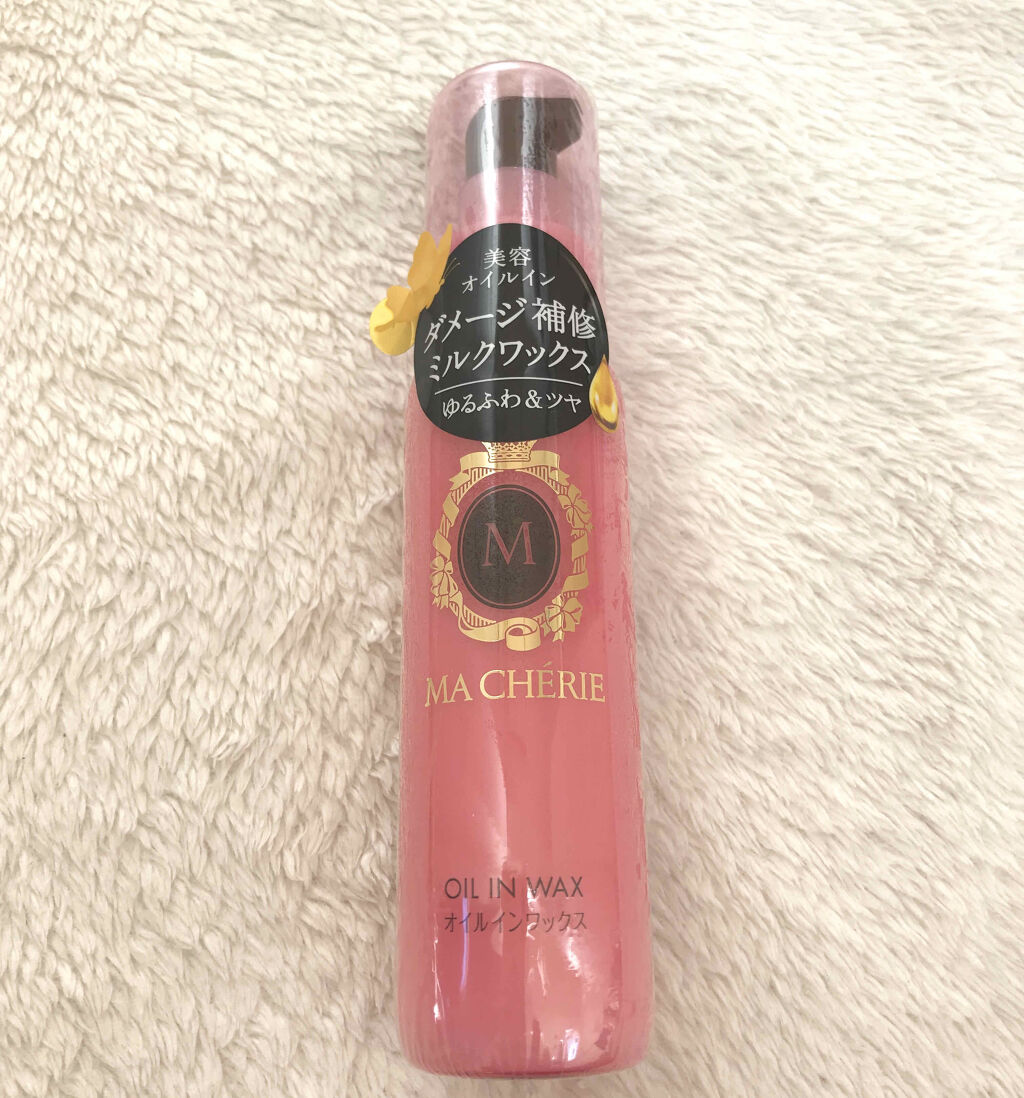 美容
オイルイン
ダメージ補修
ミルクワックス
ゆるふわ&ツヤ
M
MA CHÉRIE
OIL IN WAX
オイルインワックス